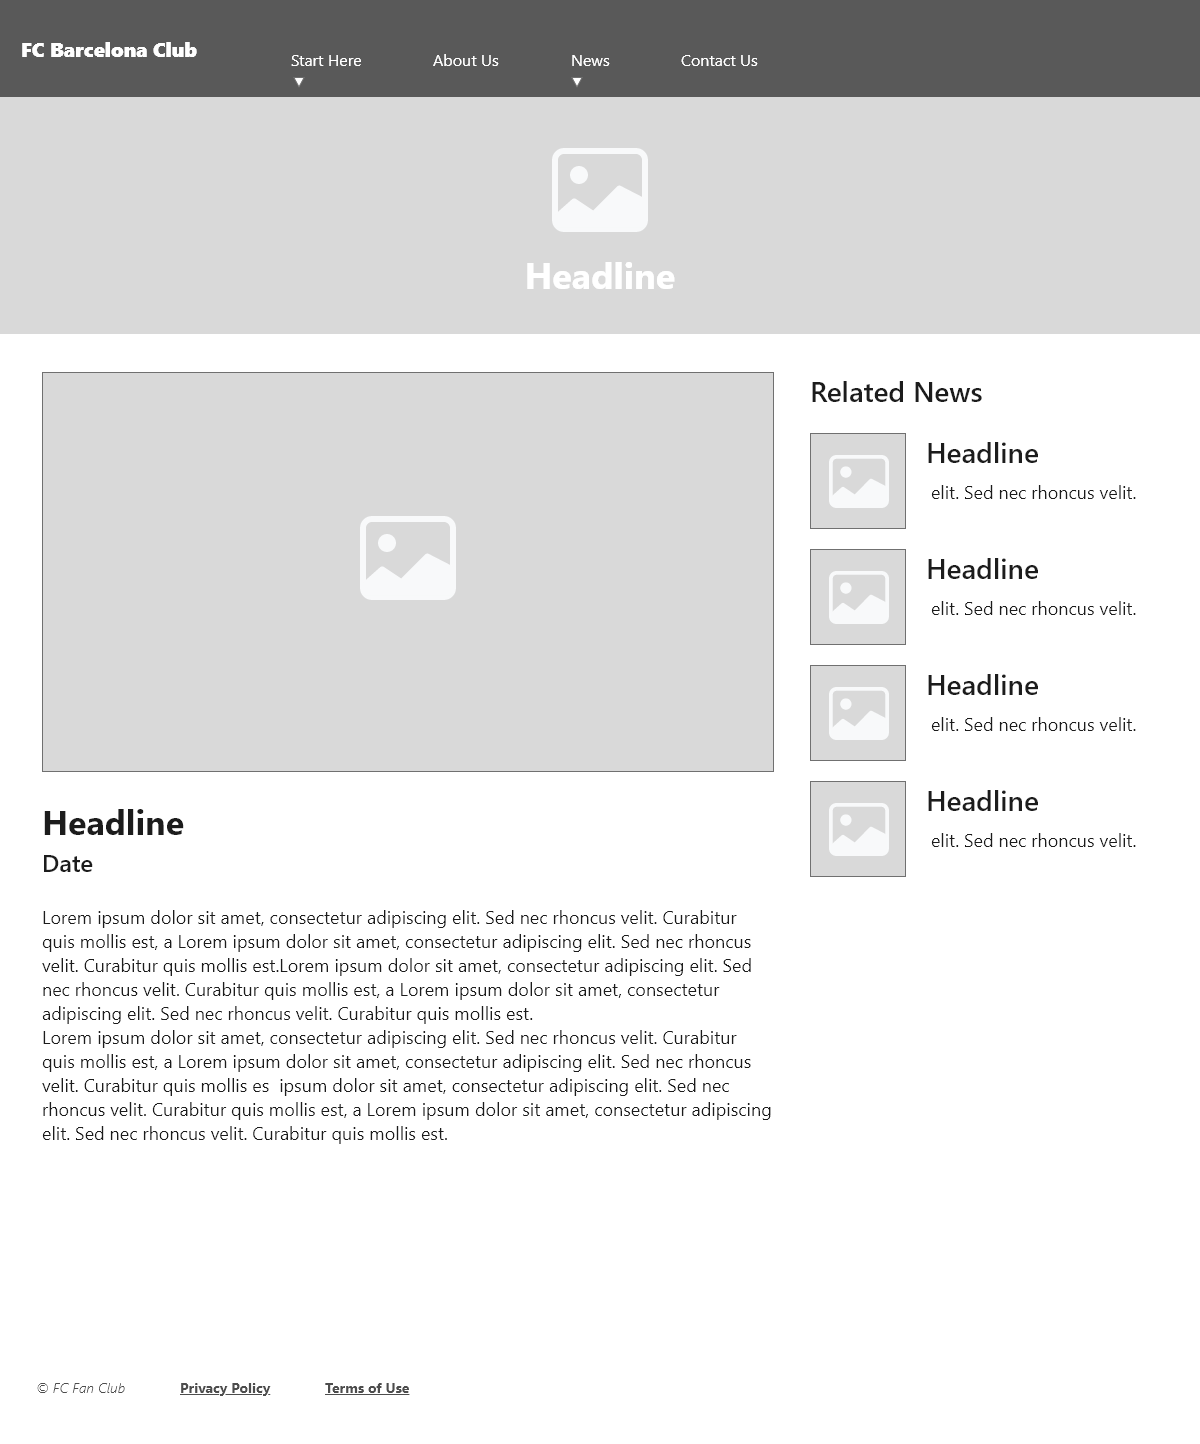 FC Barcelona Club
Start Here
▼
About Us
News
▼
Contact Us
Headline
Headline
Date
Lorem ipsum dolor sit amet, consectetur adipiscing elit. Sed nec rhoncus velit. Curabitur
quis mollis est, a Lorem ipsum dolor sit amet, consectetur adipiscing elit. Sed nec rhoncus
velit. Curabitur quis mollis est.Lorem ipsum dolor sit amet, consectetur adipiscing elit. Sed
nec rhoncus velit. Curabitur quis mollis est, a Lorem ipsum dolor sit amet, consectetur
adipiscing elit. Sed nec rhoncus velit. Curabitur quis mollis est.
Lorem ipsum dolor sit amet, consectetur adipiscing elit. Sed nec rhoncus velit. Curabitur
quis mollis est, a Lorem ipsum dolor sit amet, consectetur adipiscing elit. Sed nec rhoncus
velit. Curabitur quis mollis es  ipsum dolor sit amet, consectetur adipiscing elit. Sed nec
rhoncus velit. Curabitur quis mollis est, a Lorem ipsum dolor sit amet, consectetur adipiscing
elit. Sed nec rhoncus velit. Curabitur quis mollis est.
Related News
Headline
elit. Sed nec rhoncus velit.
Headline
elit. Sed nec rhoncus velit.
Headline
elit. Sed nec rhoncus velit.
Headline
elit. Sed nec rhoncus velit.
© FC Fan Club
Privacy Policy
Terms of Use